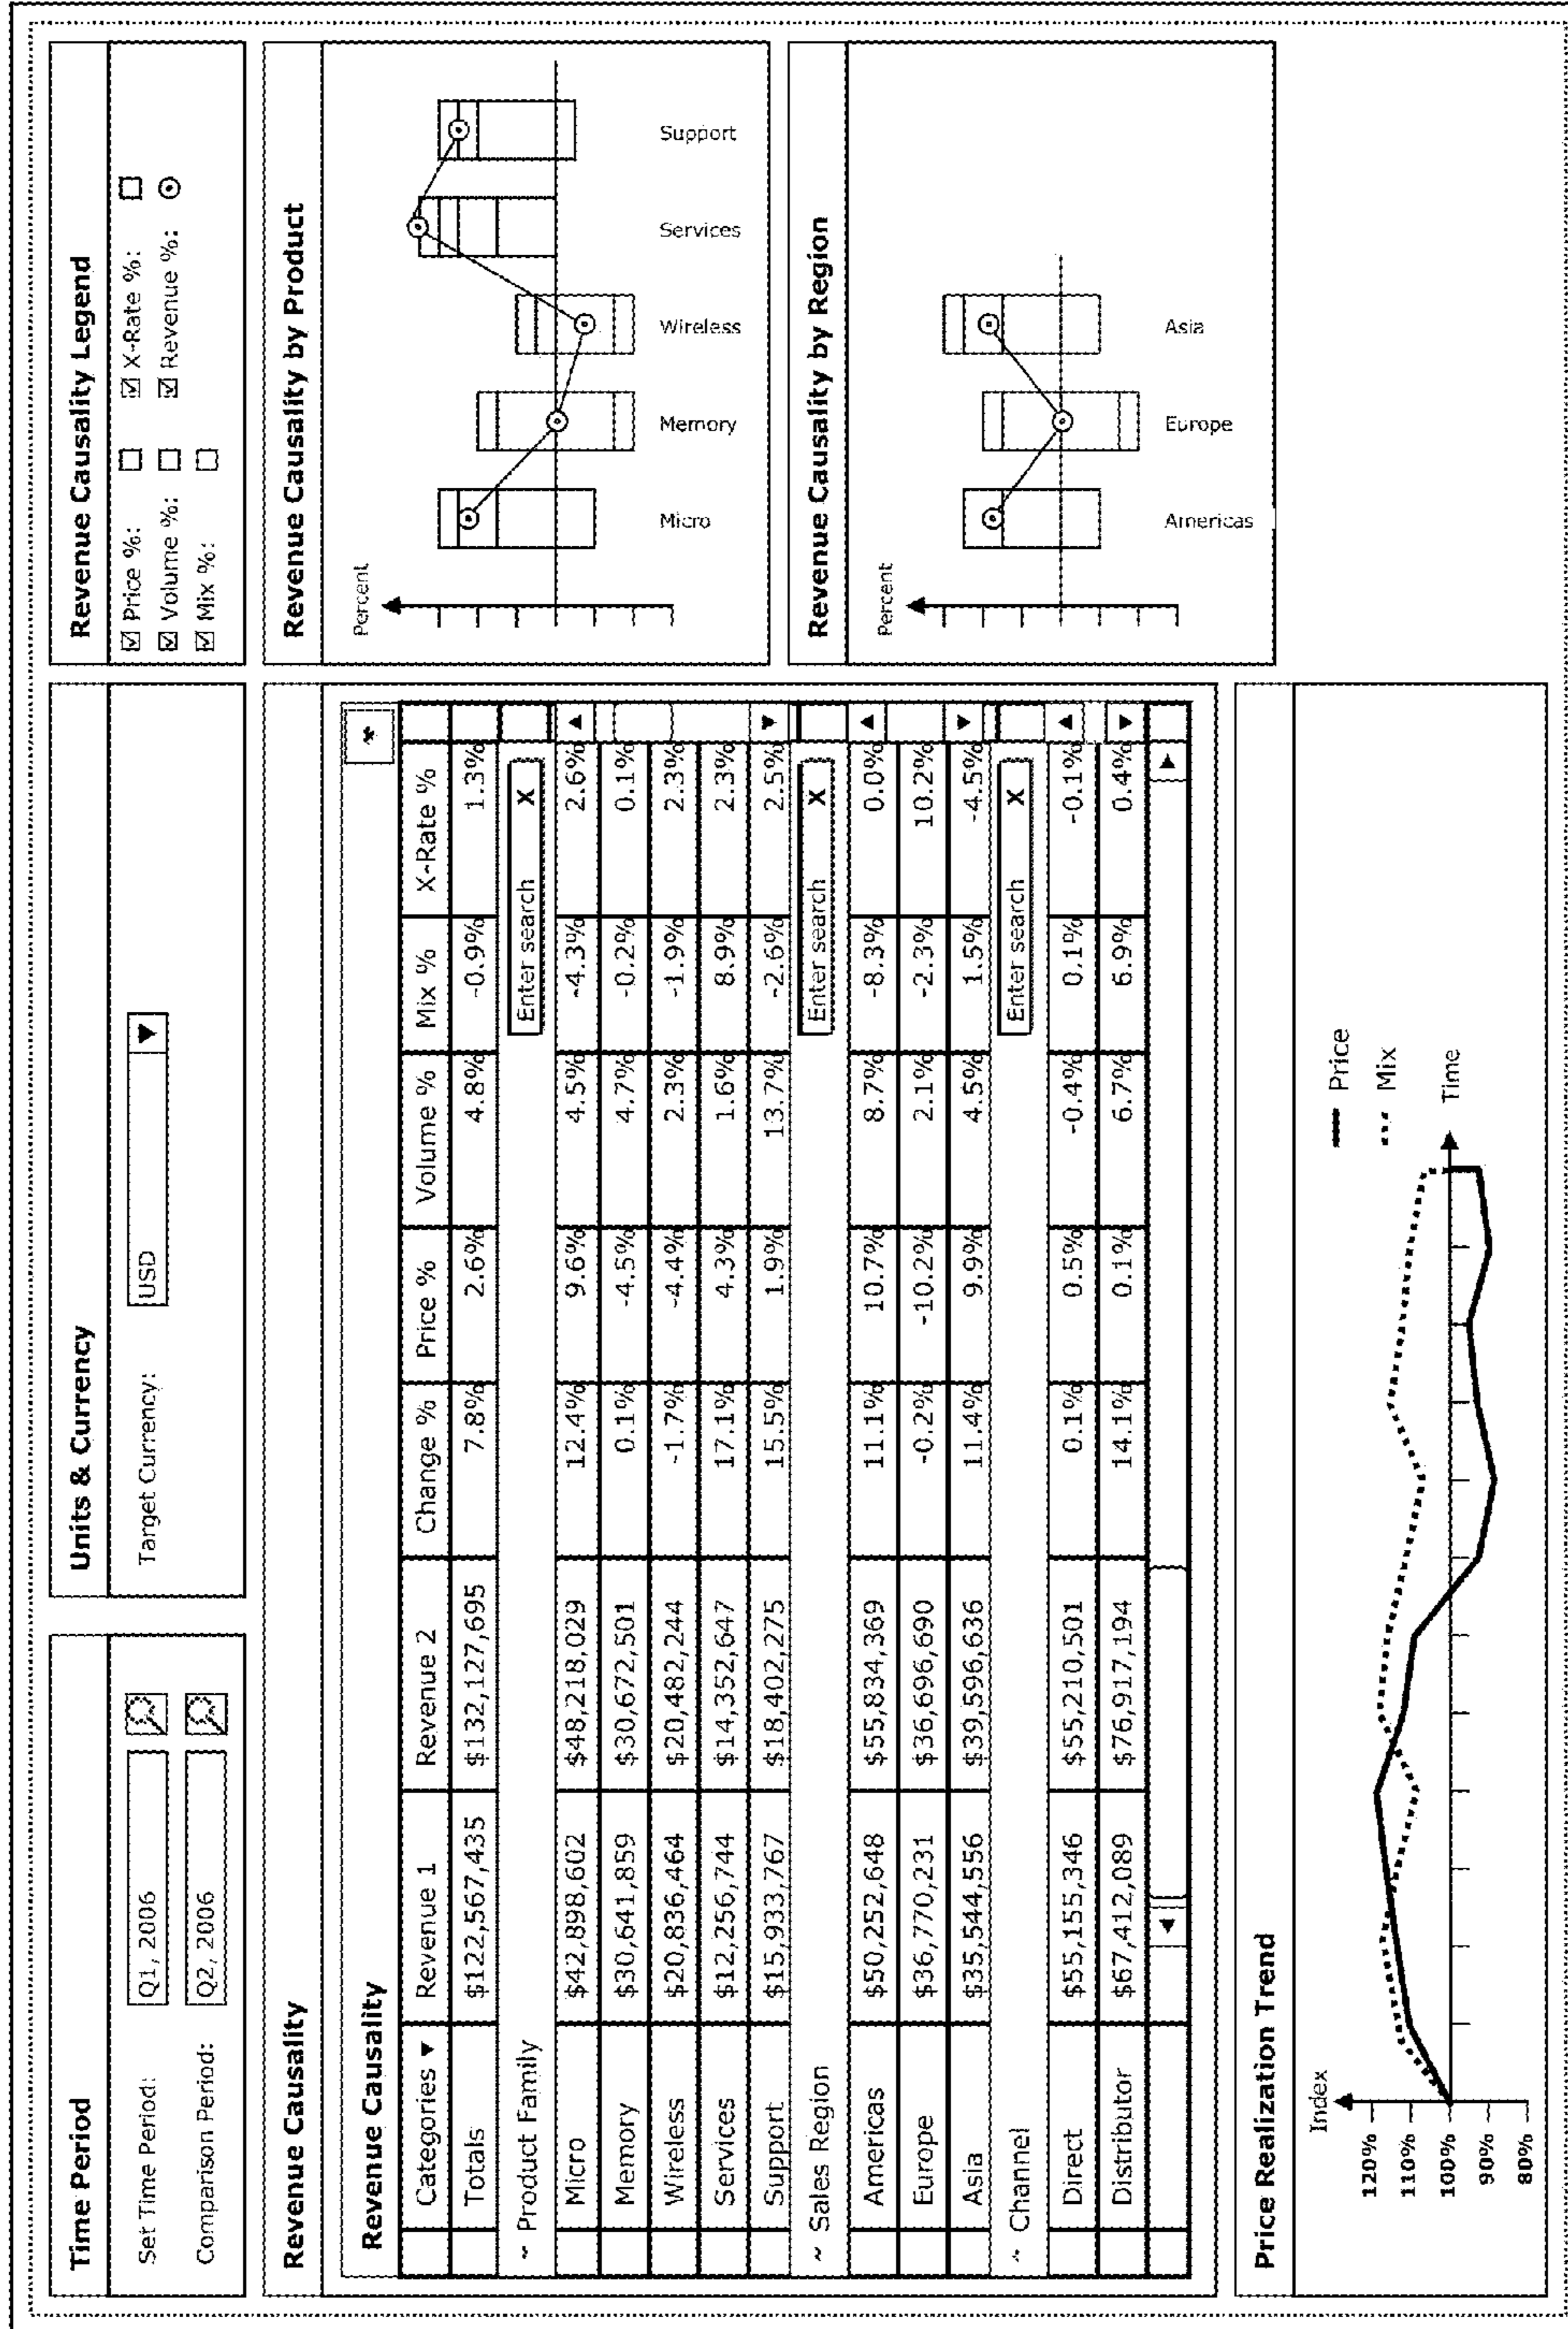 Time Period
Set Time Period: Q1, 2006
Comparison Period: Q2, 2006
Units & Currency
Target Currency: USD ▼
Revenue Causality Legend
☑ Price %: ☐ ☑ X-Rate %: ☐
☑ Volume %: ☐ ☑ Revenue %: ⊙
☑ Mix %: ☐
Revenue Causality
Revenue Causality
Categories ▼ Revenue 1 Revenue 2 Change % Price % Volume % Mix % X-Rate %
Totals $122,567,435 $132,127,695 7.8% 2.6% 4.8% -0.9% 1.3%
~ Product Family Enter search X
Micro $42,898,602 $48,218,029 12.4% 9.6% 4.5% -4.3% 2.6%
Memory $30,641,859 $30,672,501 0.1% -4.5% 4.7% -0.2% 0.1%
Wireless $20,836,464 $20,482,244 -1.7% -4.4% 2.3% -1.9% 2.3%
Services $12,256,744 $14,352,647 17.1% 4.3% 1.6% 8.9% 2.3%
Support $15,933,767 $18,402,275 15.5% 1.9% 13.7% -2.6% 2.5%
~ Sales Region Enter search X
Americas $50,252,648 $55,834,369 11.1% 10.7% 8.7% -8.3% 0.0%
Europe $36,770,231 $36,696,690 -0.2% -10.2% 2.1% -2.3% 10.2%
Asia $35,544,556 $39,596,636 11.4% 9.9% 4.5% 1.5% -4.5%
~ Channel Enter search X
Direct $55,155,346 $55,210,501 0.1% 0.5% -0.4% 0.1% -0.1%
Distributor $67,412,089 $76,917,194 14.1% 0.1% 6.7% 6.9% 0.4%
Revenue Causality by Product
Percent
Micro Memory Wireless Services Support
Revenue Causality by Region
Percent
Americas Europe Asia
Price Realization Trend
Index
120%
110%
100%
90%
80%
Price
Mix
Time